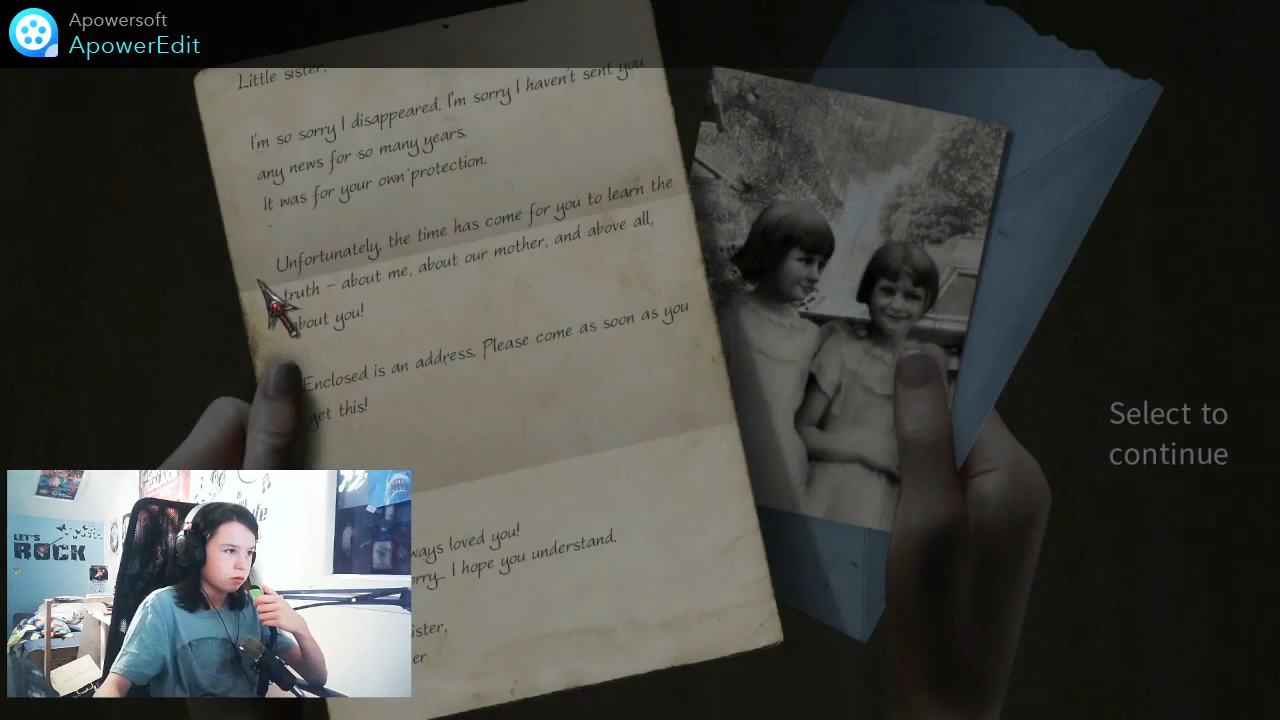 Apowersoft
ApowerEdit
Little sister,
I'm so sorry I disappeared. I'm sorry I haven't sent you
any news for so many years.
It was for your own protection.
Unfortunately, the time has come for you to learn the
truth – about me, about our mother, and above all,
about you!
Enclosed is an address. Please come as soon as you
get this!
ways loved you!
orry... I hope you understand.
ister,
er
Select to
continue
LET'S
ROCK